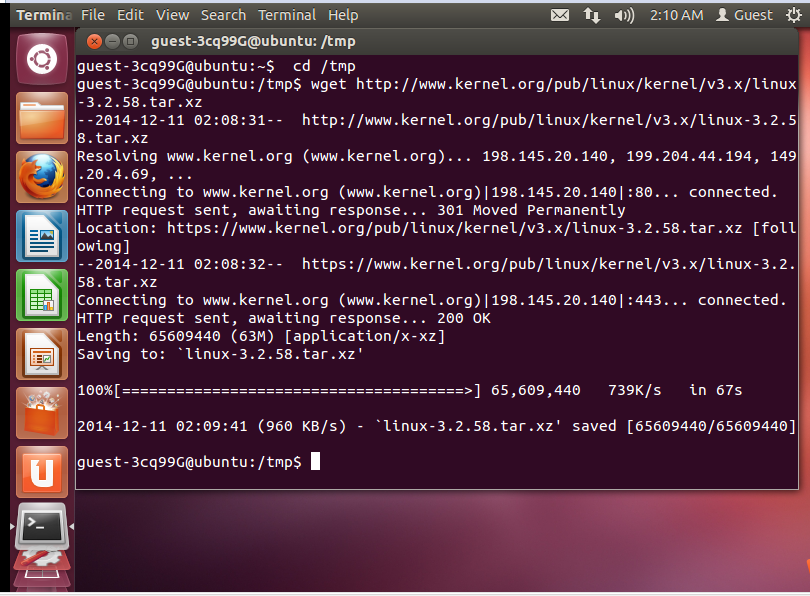 Termina File Edit View Search Terminal Help 2:10 AM Guest
guest-3cq99G@ubuntu: /tmp
guest-3cq99G@ubuntu:~$  cd /tmp
guest-3cq99G@ubuntu:/tmp$ wget http://www.kernel.org/pub/linux/kernel/v3.x/linux
-3.2.58.tar.xz
--2014-12-11 02:08:31--  http://www.kernel.org/pub/linux/kernel/v3.x/linux-3.2.5
8.tar.xz
Resolving www.kernel.org (www.kernel.org)... 198.145.20.140, 199.204.44.194, 149
.20.4.69, ...
Connecting to www.kernel.org (www.kernel.org)|198.145.20.140|:80... connected.
HTTP request sent, awaiting response... 301 Moved Permanently
Location: https://www.kernel.org/pub/linux/kernel/v3.x/linux-3.2.58.tar.xz [foll
owing]
--2014-12-11 02:08:32--  https://www.kernel.org/pub/linux/kernel/v3.x/linux-3.2.
58.tar.xz
Connecting to www.kernel.org (www.kernel.org)|198.145.20.140|:443... connected.
HTTP request sent, awaiting response... 200 OK
Length: 65609440 (63M) [application/x-xz]
Saving to: `linux-3.2.58.tar.xz'
100%[======================================>] 65,609,440   739K/s   in 67s
2014-12-11 02:09:41 (960 KB/s) - `linux-3.2.58.tar.xz' saved [65609440/65609440]
guest-3cq99G@ubuntu:/tmp$